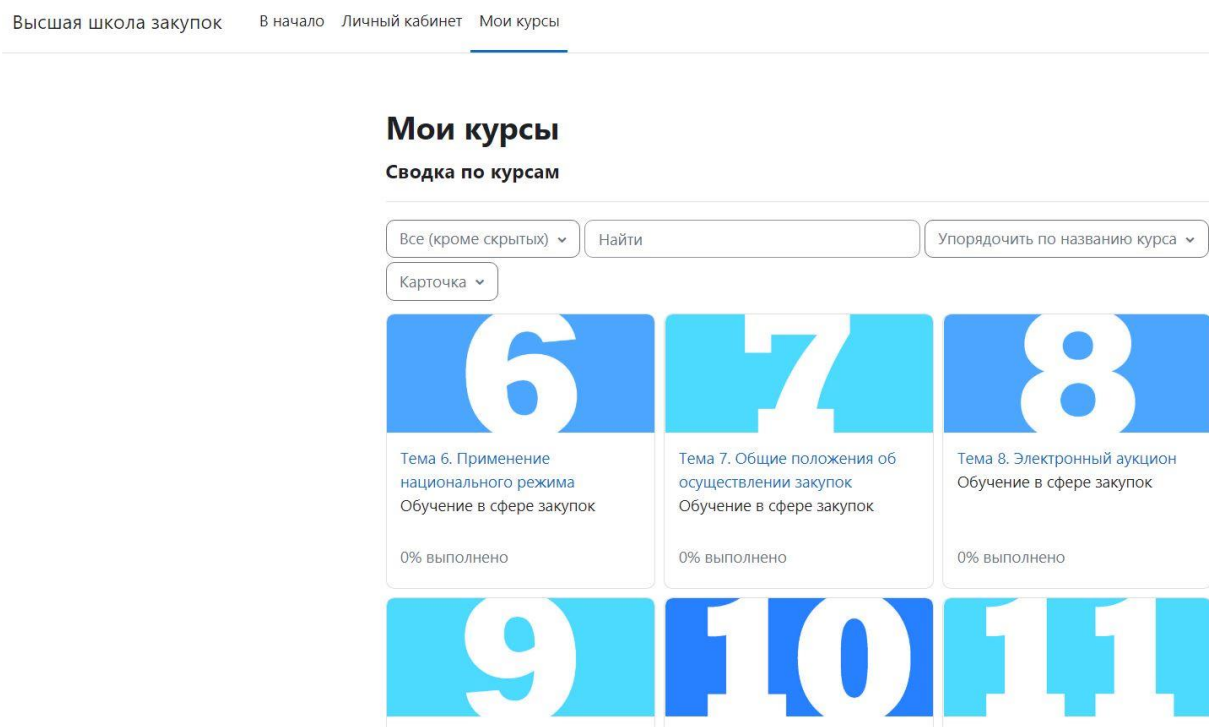 Высшая школа закупок В начало Личный кабинет Мои курсы
Мои курсы
Сводка по курсам
Все (кроме скрытых) Найти Упорядочить по названию курса
Карточка
6 7 8
Тема 6. Применение
национального режима
Обучение в сфере закупок
0% выполнено
Тема 7. Общие положения об
осуществлении закупок
Обучение в сфере закупок
0% выполнено
Тема 8. Электронный аукцион
Обучение в сфере закупок
0% выполнено
9 10 11